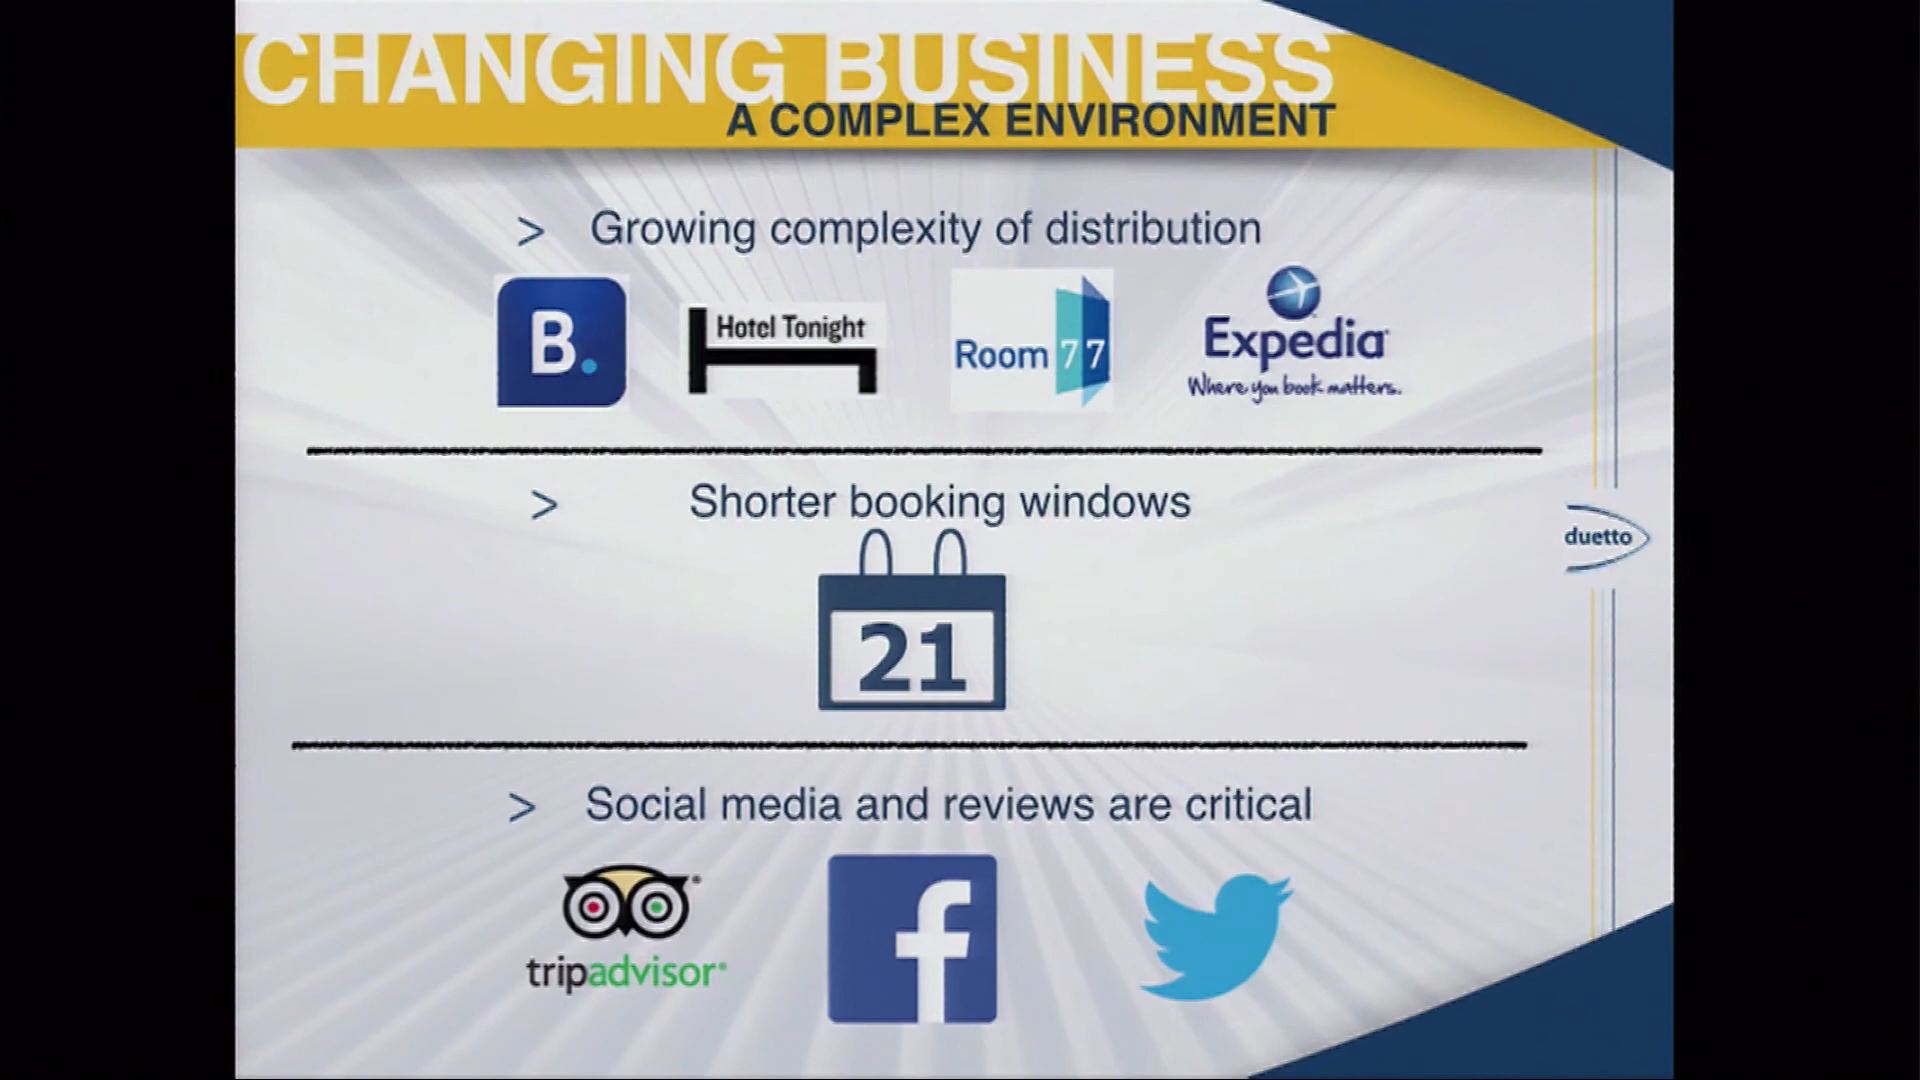 CHANGING BUSINESS
A COMPLEX ENVIRONMENT
> Growing complexity of distribution
B.
Hotel Tonight
Room 77
Expedia
Where you book matters.
> Shorter booking windows
21
duetto
> Social media and reviews are critical
tripadvisor®
f